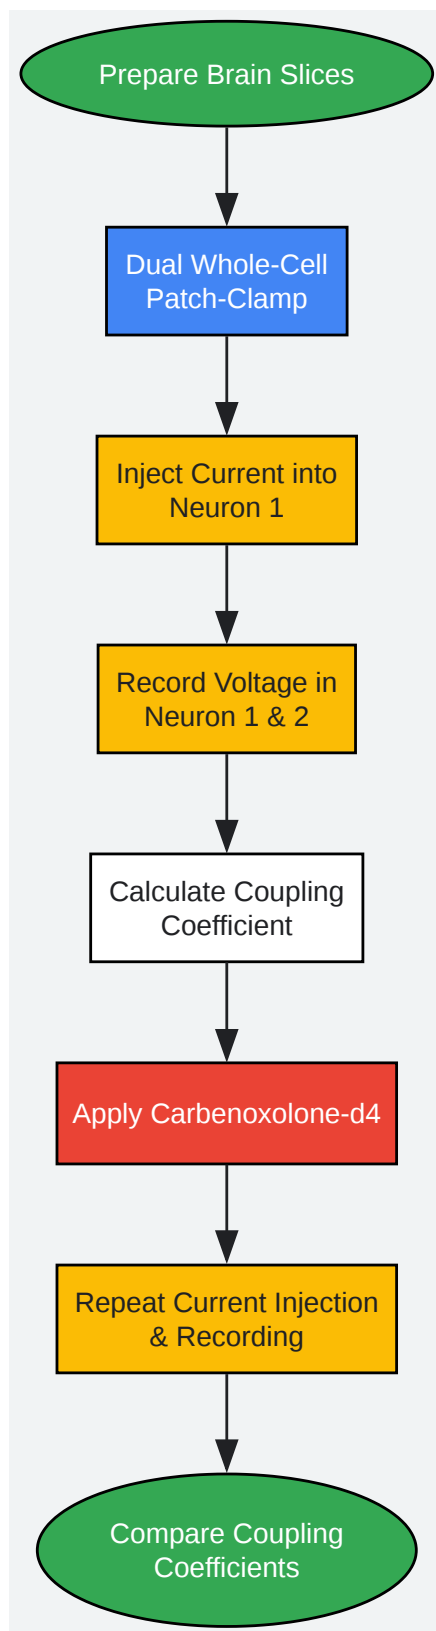 Prepare Brain Slices
Dual Whole-Cell
Patch-Clamp
Inject Current into
Neuron 1
Record Voltage in
Neuron 1 & 2
Calculate Coupling
Coefficient
Apply Carbenoxolone-d4
Repeat Current Injection
& Recording
Compare Coupling
Coefficients